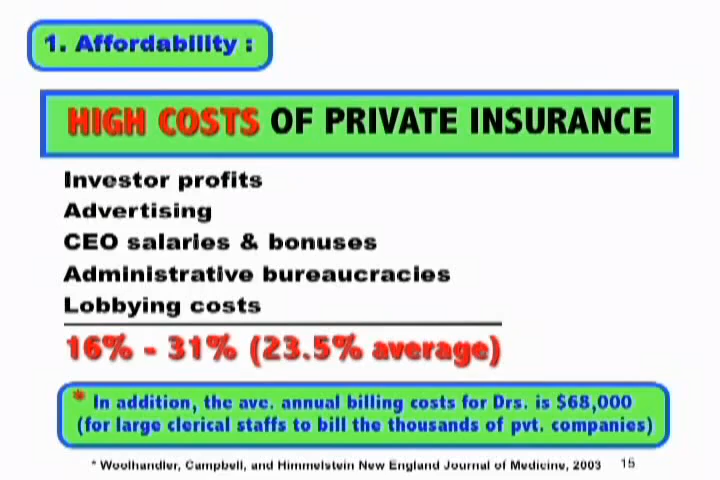 1. Affordability :
HIGH COSTS OF PRIVATE INSURANCE
Investor profits
Advertising
CEO salaries & bonuses
Administrative bureaucracies
Lobbying costs
16% - 31% (23.5% average)
* In addition, the ave. annual billing costs for Drs. is $68,000
(for large clerical staffs to bill the thousands of pvt. companies)
* Woolhandler, Campbell, and Himmelstein New England Journal of Medicine, 2003 15